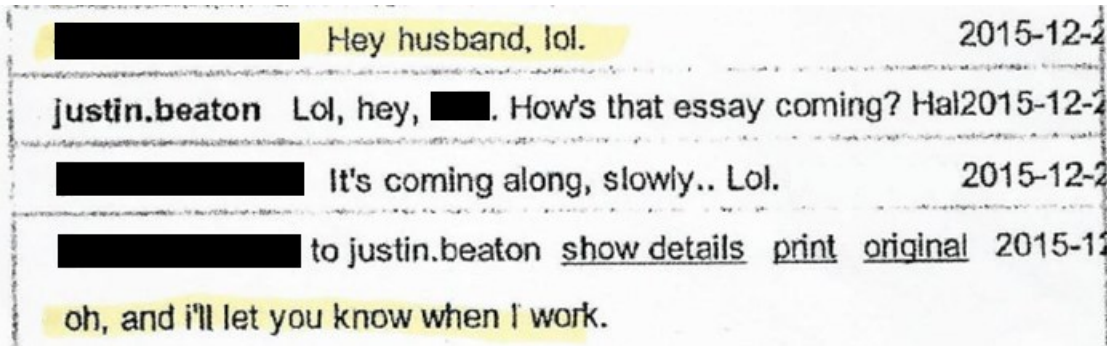 Hey husband, lol. 2015-12-2
justin.beaton Lol, hey, . How's that essay coming? Hal2015-12-2
It's coming along, slowly.. Lol. 2015-12-2
to justin.beaton show details print original 2015-12
oh, and i'll let you know when I work.